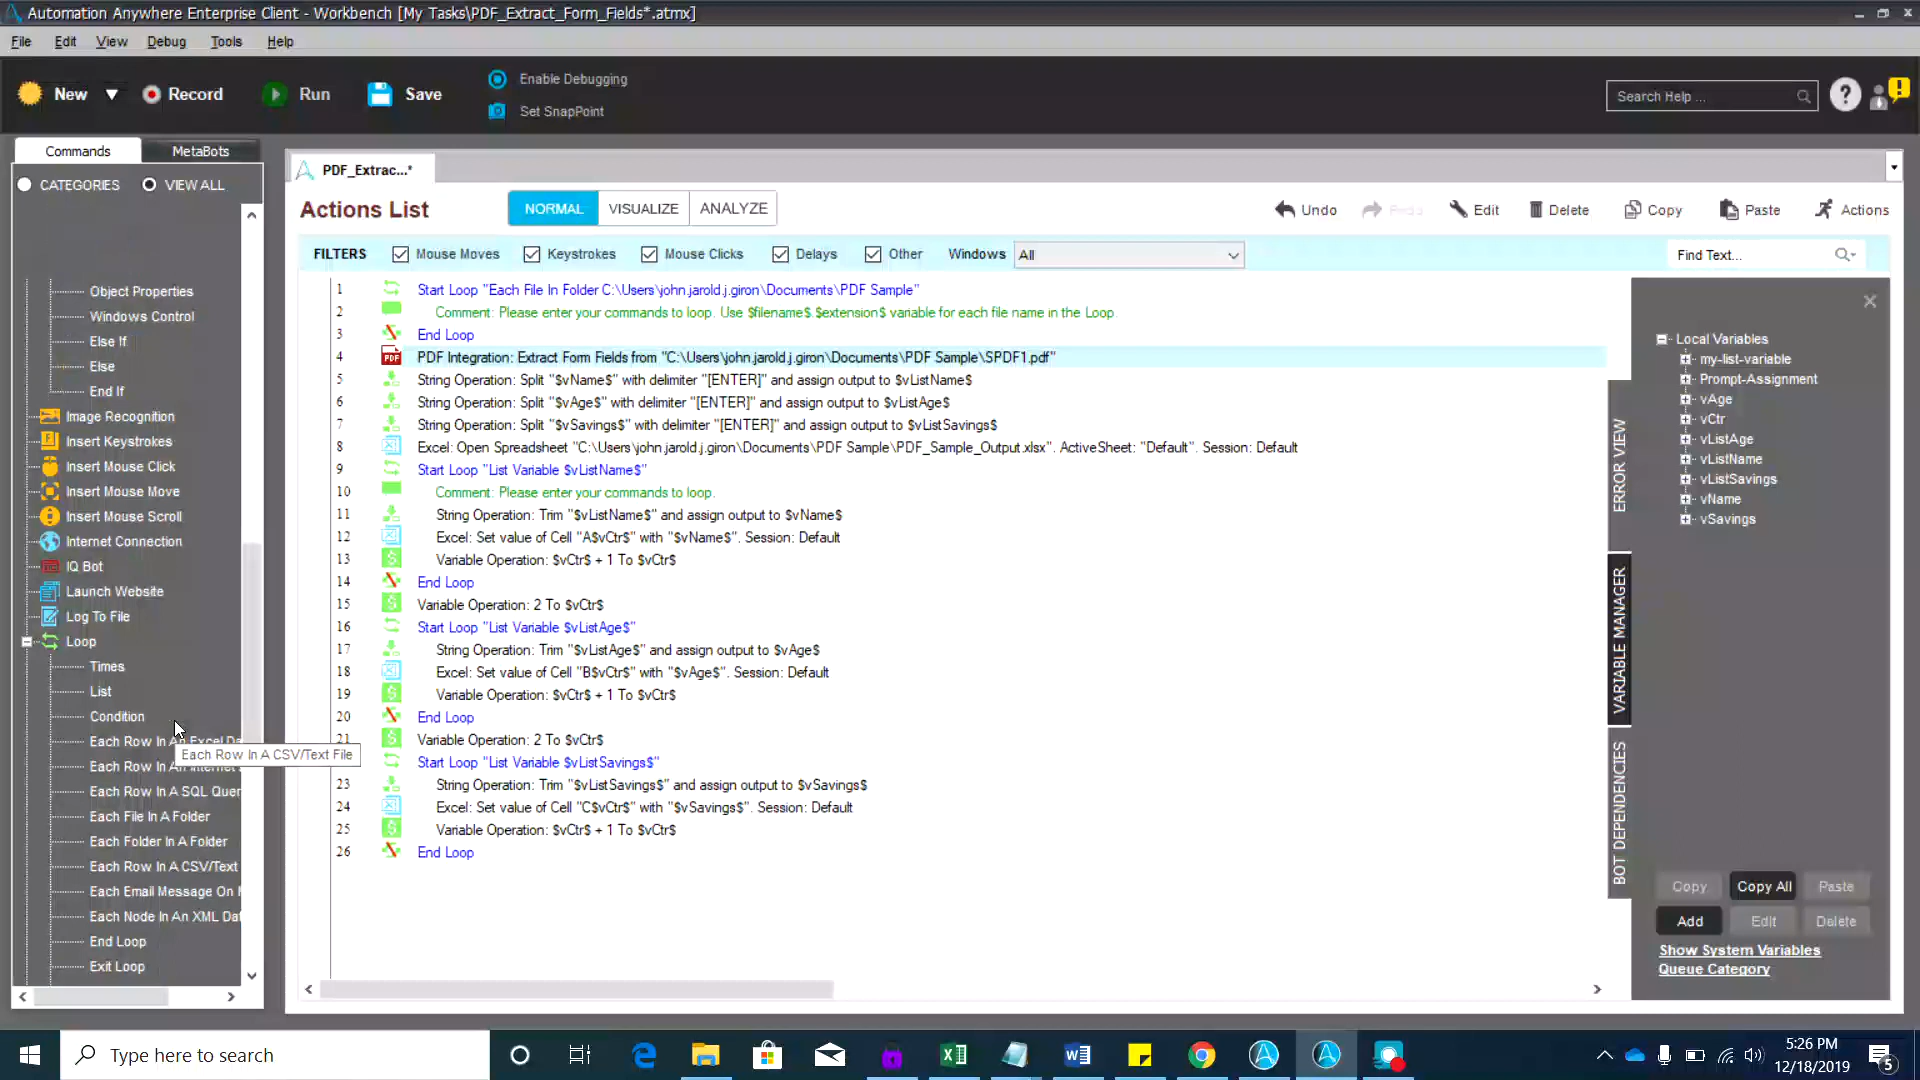 Automation Anywhere Enterprise Client - Workbench [My Tasks\PDF_Extract_Form_Fields*.atmx]
File Edit View Debug Tools Help
New Record Run Save
Enable Debugging
Set SnapPoint
Search Help ...
Commands MetaBots
CATEGORIES VIEW ALL
Object Properties
Windows Control
Else If
Else
End If
Image Recognition
Insert Keystrokes
Insert Mouse Click
Insert Mouse Move
Insert Mouse Scroll
Internet Connection
IQ Bot
Launch Website
Log To File
Loop
Times
List
Condition
Each Row In An Excel Da
Each Row In A CSV/Text File
Each Row In An
Each Row In A SQL Quer
Each File In A Folder
Each Folder In A Folder
Each Row In A CSV/Text
Each Email Message On
Each Node In An XML Dat
End Loop
Exit Loop
PDF_Extrac...*
Actions List
NORMAL VISUALIZE ANALYZE
Undo Redo Edit Delete Copy Paste Actions
FILTERS Mouse Moves Keystrokes Mouse Clicks Delays Other Windows All
Find Text...
1 Start Loop "Each File In Folder C:\Users\john.jarold.j.giron\Documents\PDF Sample"
2 Comment: Please enter your commands to loop. Use $filename$.$extension$ variable for each file name in the Loop.
3 End Loop
4 PDF PDF Integration: Extract Form Fields from "C:\Users\john.jarold.j.giron\Documents\PDF Sample\SPDF1.pdf"
5 String Operation: Split "$vName$" with delimiter "[ENTER]" and assign output to $vListName$
6 String Operation: Split "$vAge$" with delimiter "[ENTER]" and assign output to $vListAge$
7 String Operation: Split "$vSavings$" with delimiter "[ENTER]" and assign output to $vListSavings$
8 Excel: Open Spreadsheet "C:\Users\john.jarold.j.giron\Documents\PDF Sample\PDF_Sample_Output.xlsx". ActiveSheet: "Default". Session: Default
9 Start Loop "List Variable $vListName$"
10 Comment: Please enter your commands to loop.
11 String Operation: Trim "$vListName$" and assign output to $vName$
12 Excel: Set value of Cell "A$vCtr$" with "$vName$". Session: Default
13 Variable Operation: $vCtr$ + 1 To $vCtr$
14 End Loop
15 Variable Operation: 2 To $vCtr$
16 Start Loop "List Variable $vListAge$"
17 String Operation: Trim "$vListAge$" and assign output to $vAge$
18 Excel: Set value of Cell "B$vCtr$" with "$vAge$". Session: Default
19 Variable Operation: $vCtr$ + 1 To $vCtr$
20 End Loop
21 Variable Operation: 2 To $vCtr$
Start Loop "List Variable $vListSavings$"
23 String Operation: Trim "$vListSavings$" and assign output to $vSavings$
24 Excel: Set value of Cell "C$vCtr$" with "$vSavings$". Session: Default
25 Variable Operation: $vCtr$ + 1 To $vCtr$
26 End Loop
ERROR VIEW
VARIABLE MANAGER
BOT DEPENDENCIES
Local Variables
my-list-variable
Prompt-Assignment
vAge
vCtr
vListAge
vListName
vListSavings
vName
vSavings
Copy Copy All Paste
Add Edit Delete
Show System Variables
Queue Category
Type here to search
5:26 PM
12/18/2019
5